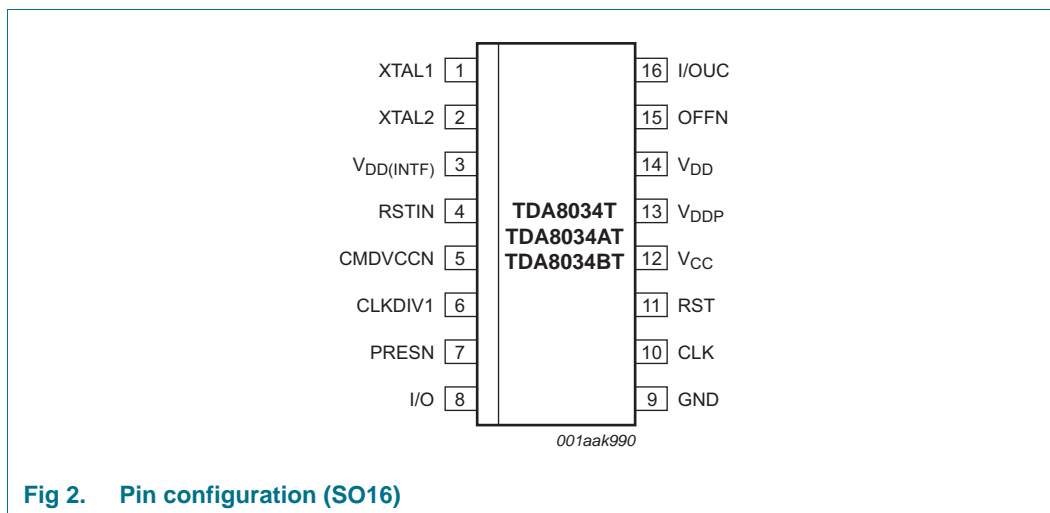 XTAL1 1 16 I/OUC
XTAL2 2 15 OFFN
VDD(INTF) 3 14 VDD
RSTIN 4 TDA8034T 13 VDDP
TDA8034AT
CMDVCCN 5 TDA8034BT 12 VCC
CLKDIV1 6 11 RST
PRESN 7 10 CLK
I/O 8 9 GND
001aak990
Fig 2. Pin configuration (SO16)